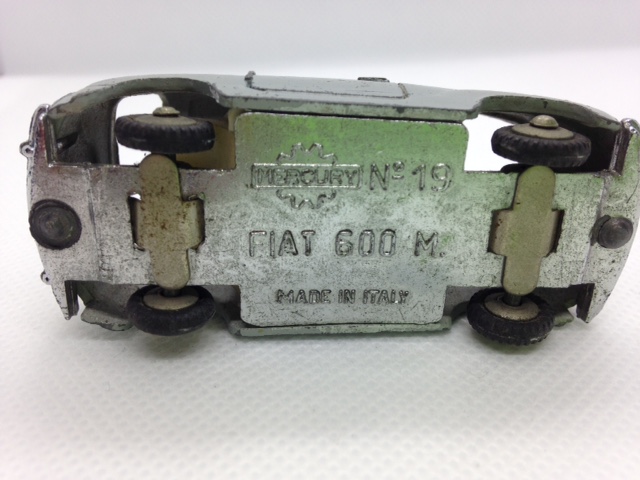 MERCURY Nº 19
FIAT 600 M.
MADE IN ITALY